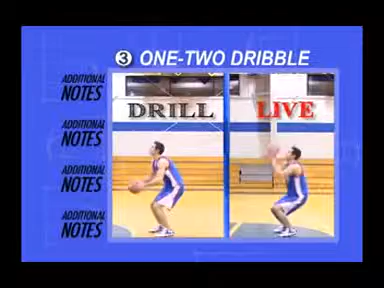 3 ONE-TWO DRIBBLE
ADDITIONAL
NOTES
DRILL
LIVE
ADDITIONAL
NOTES
ADDITIONAL
NOTES
ADDITIONAL
NOTES